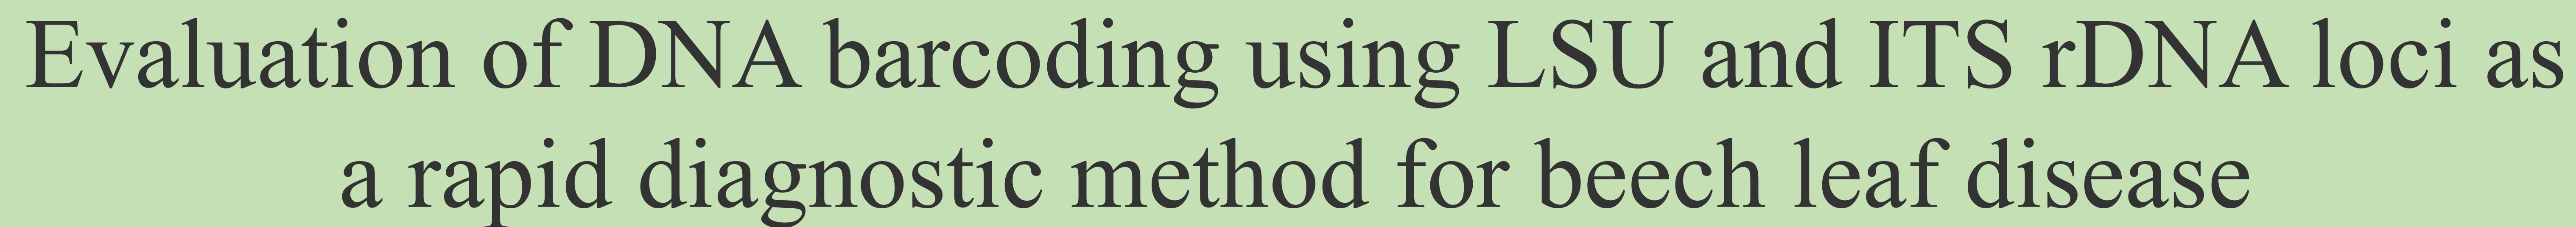 Evaluation of DNA barcoding using LSU and ITS rDNA loci as
a rapid diagnostic method for beech leaf disease